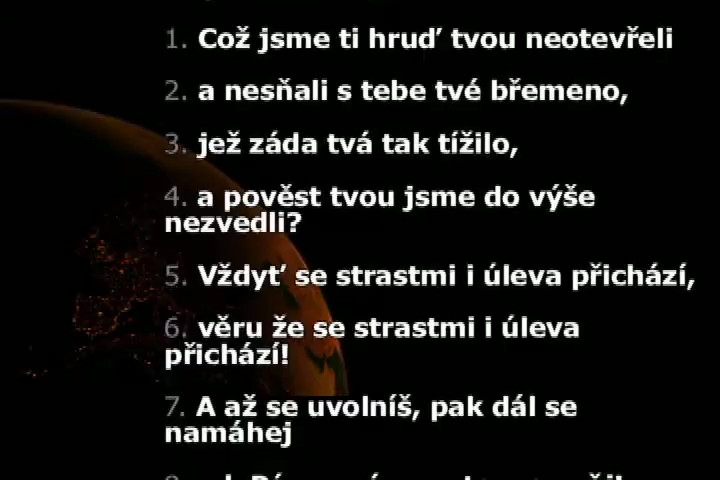 1. Což jsme ti hruď tvou neotevřeli
2. a nesňali s tebe tvé břemeno,
3. jež záda tvá tak tížilo,
4. a pověst tvou jsme do výše
nezvedli?
5. Vždyť se strastmi i úleva přichází,
6. věru že se strastmi i úleva
přichází!
7. A až se uvolníš, pak dál se
namáhej